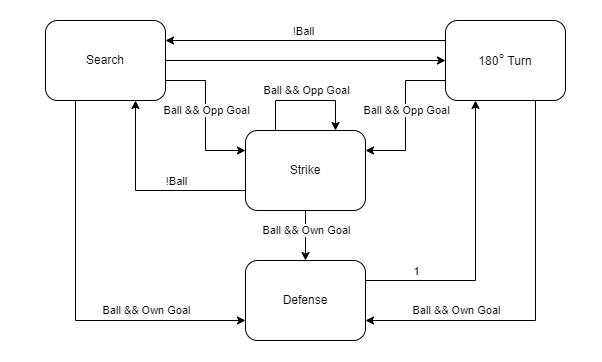 !Ball
Search
180° Turn
Ball && Opp Goal
Ball && Opp Goal
Ball && Opp Goal
Strike
!Ball
Ball && Own Goal
1
Defense
Ball && Own Goal
Ball && Own Goal